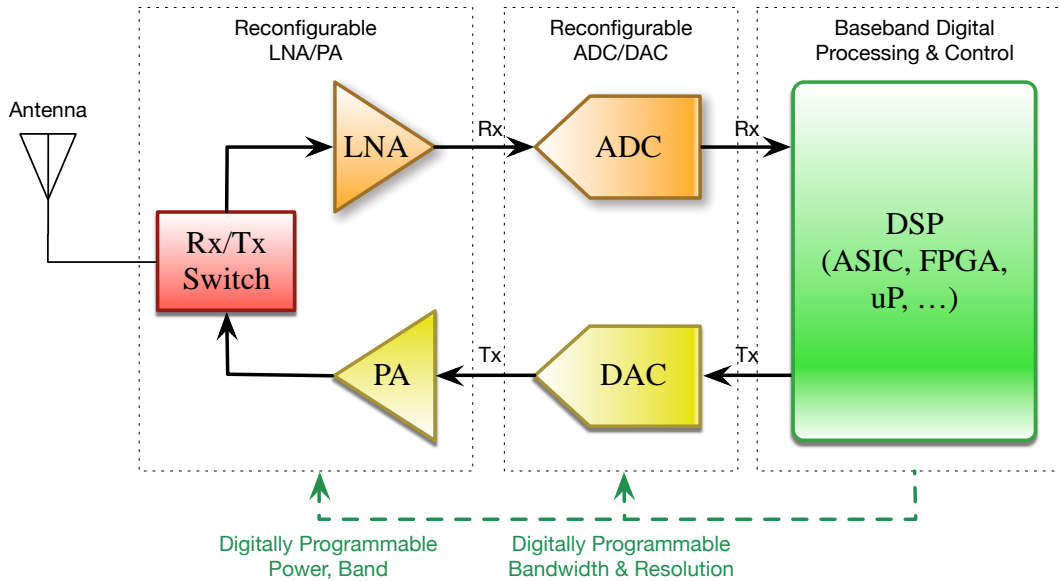 Reconfigurable
LNA/PA
Reconfigurable
ADC/DAC
Baseband Digital
Processing & Control
Antenna
LNA
Rx
ADC
Rx
Rx/Tx
Switch
DSP
(ASIC, FPGA,
uP, …)
PA
Tx
DAC
Tx
Digitally Programmable
Power, Band
Digitally Programmable
Bandwidth & Resolution